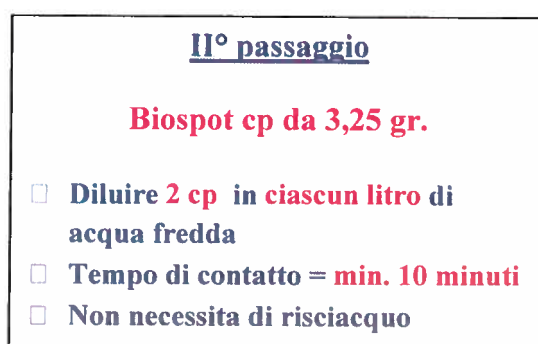 II° passaggio
Biospot cp da 3,25 gr.
Diluire 2 cp in ciascun litro di
acqua fredda
Tempo di contatto = min. 10 minuti
Non necessita di risciacquo